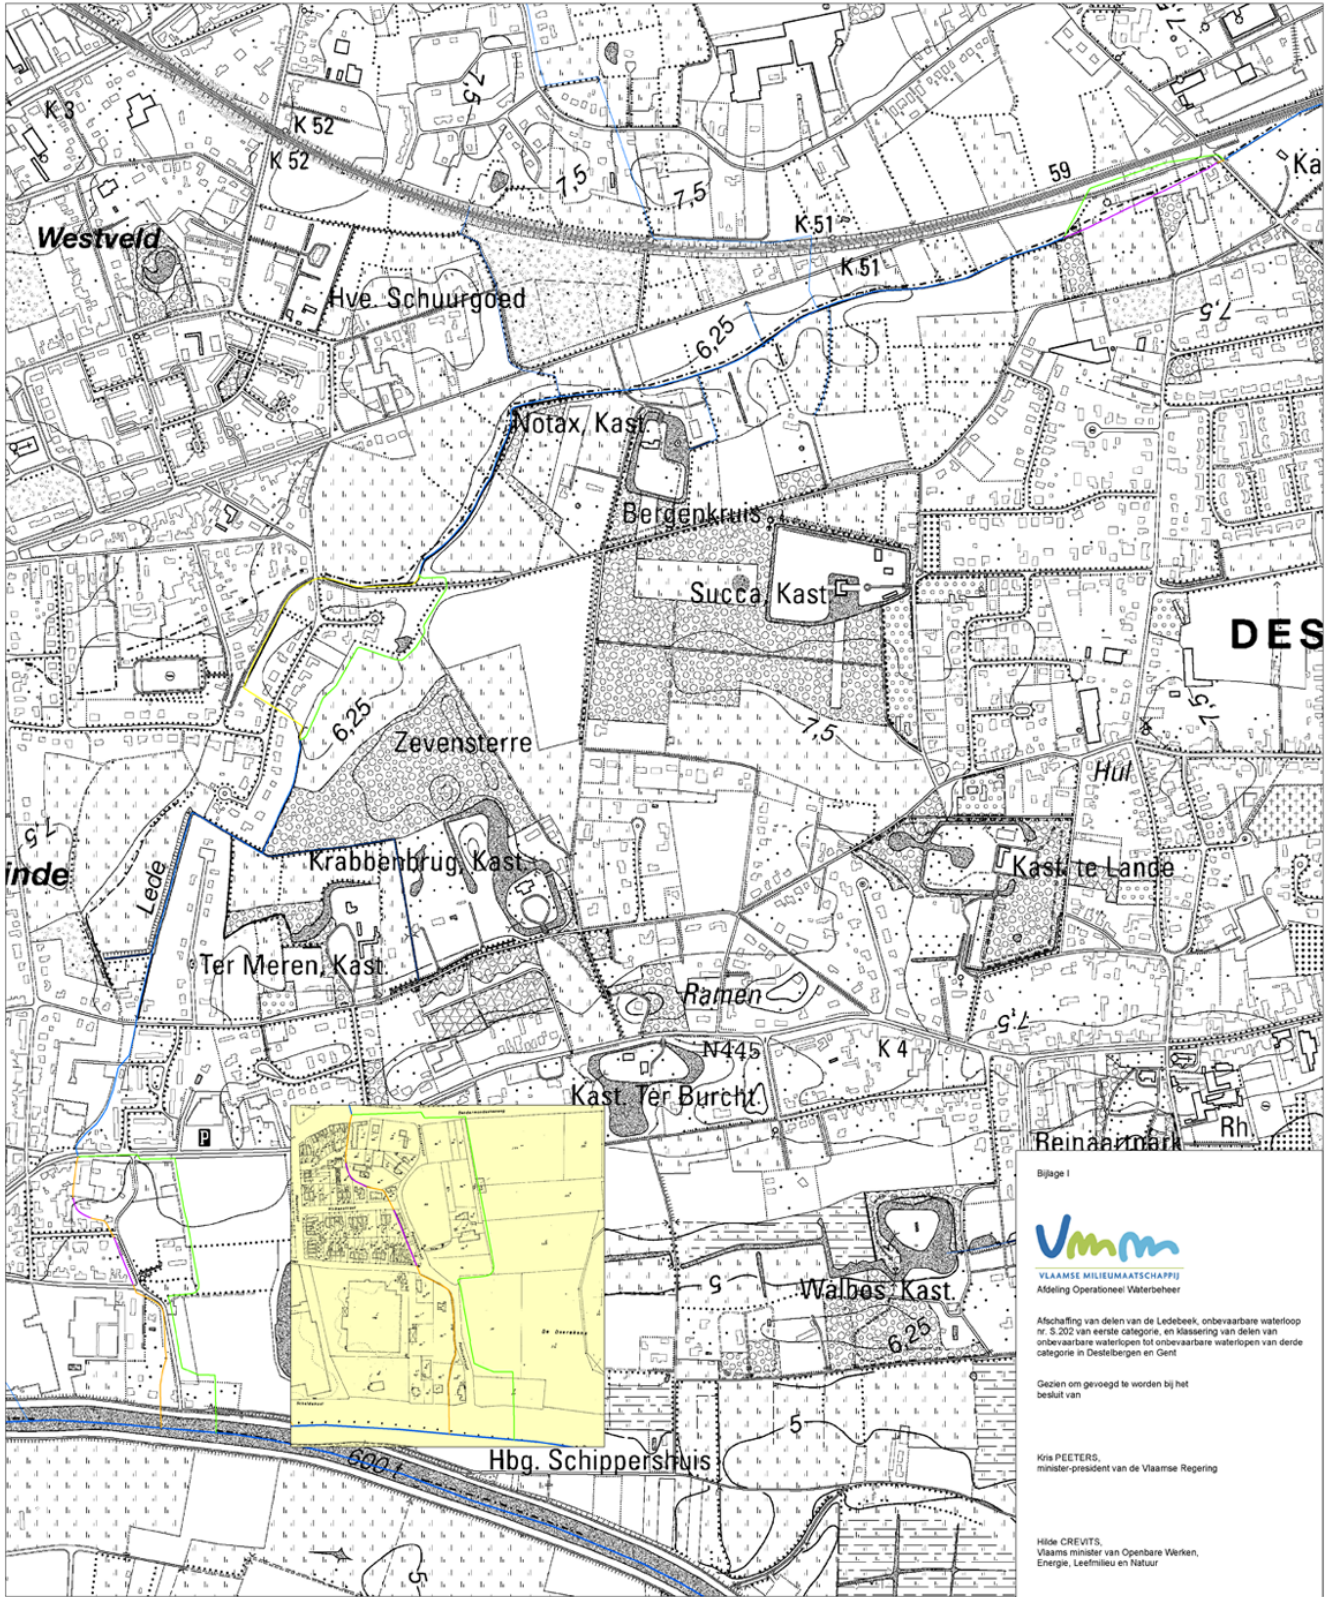 K 3
K 52
K 52
7,5
7,5
7,5
7,5
59
K 51
K 51
Ka
Westveld
Hve. Schuurgoed
6,25
7,5
Notax, Kast.
Bergenkruis
Succa, Kast.
DES
6,25
Zevensterre
7,5
7,5
Hul
7,5
inde
Lede
Krabbenbrug, Kast.
Kast. te Lande
Ter Meren, Kast.
Ramen
7,5
N445
K 4
Kast. Ter Burcht.
P
Reinaartpark
Rh
5
Walbos, Kast.
6,25
5
Hbg. Schippershuis
600 t
5
Bijlage I
vmm
VLAAMSE MILIEUMAATSCHAPPIJ
Afdeling Operationeel Waterbeheer
Afschaffing van delen van de Ledebeek, onbevaarbare waterloop
nr. S.202 van eerste categorie, en klassering van delen van
onbevaarbare waterlopen tot onbevaarbare waterlopen van derde
categorie in Destelbergen en Gent
Gezien om gevoegd te worden bij het
besluit van
Kris PEETERS,
minister-president van de Vlaamse Regering
Hilde CREVITS,
Vlaams minister van Openbare Werken,
Energie, Leefmilieu en Natuur